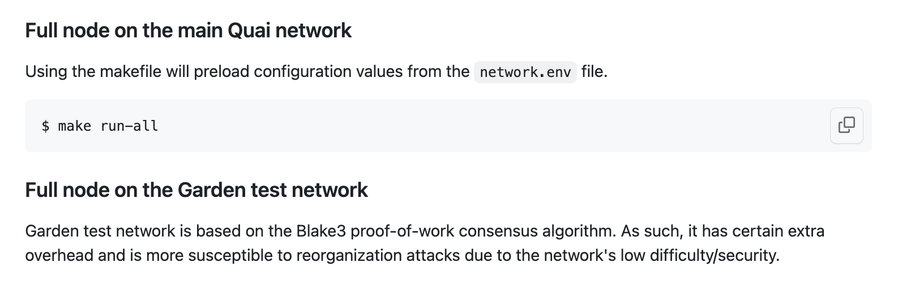 Full node on the main Quai network
Using the makefile will preload configuration values from the network.env file.
$ make run-all
Full node on the Garden test network
Garden test network is based on the Blake3 proof-of-work consensus algorithm. As such, it has certain extra
overhead and is more susceptible to reorganization attacks due to the network's low difficulty/security.